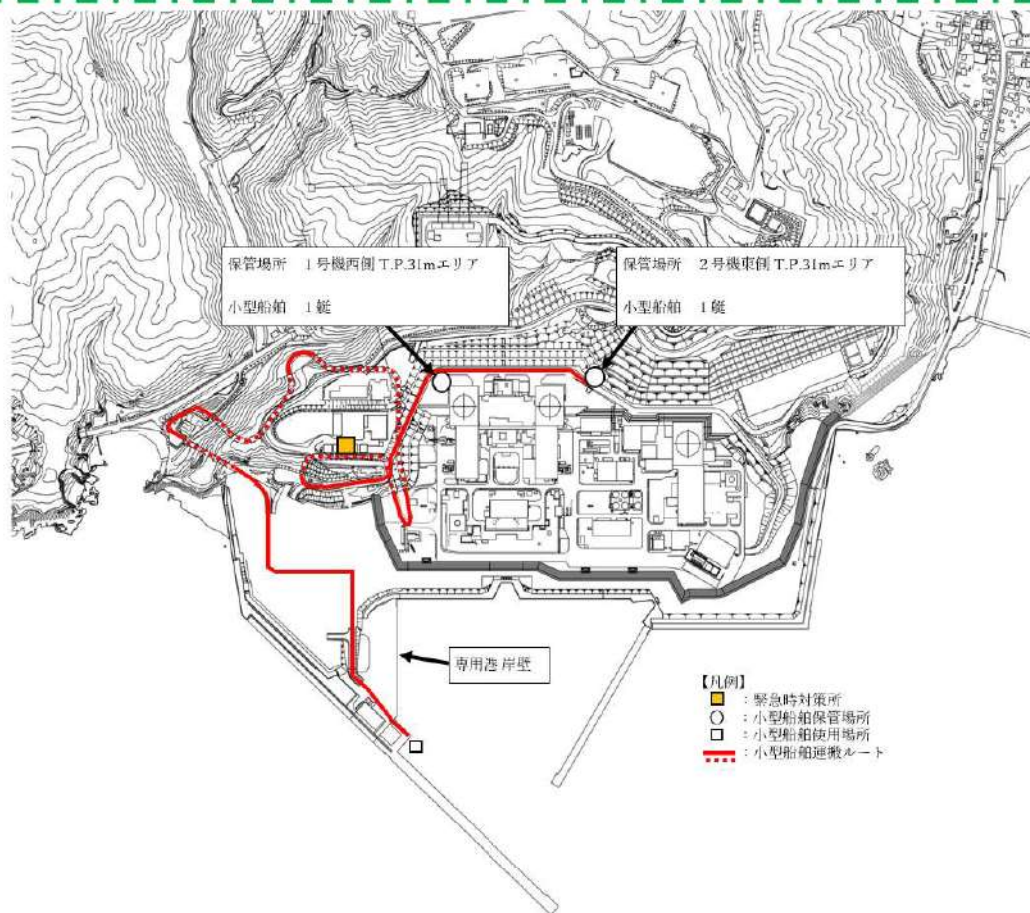 保管場所　1号機西側 T.P.31mエリア
小型船舶　1艇
保管場所　2号機東側 T.P.31mエリア
小型船舶　1艇
専用港岸壁
【凡例】
：緊急時対策所
：小型船舶保管場所
：小型船舶使用場所
：小型船舶運搬ルート